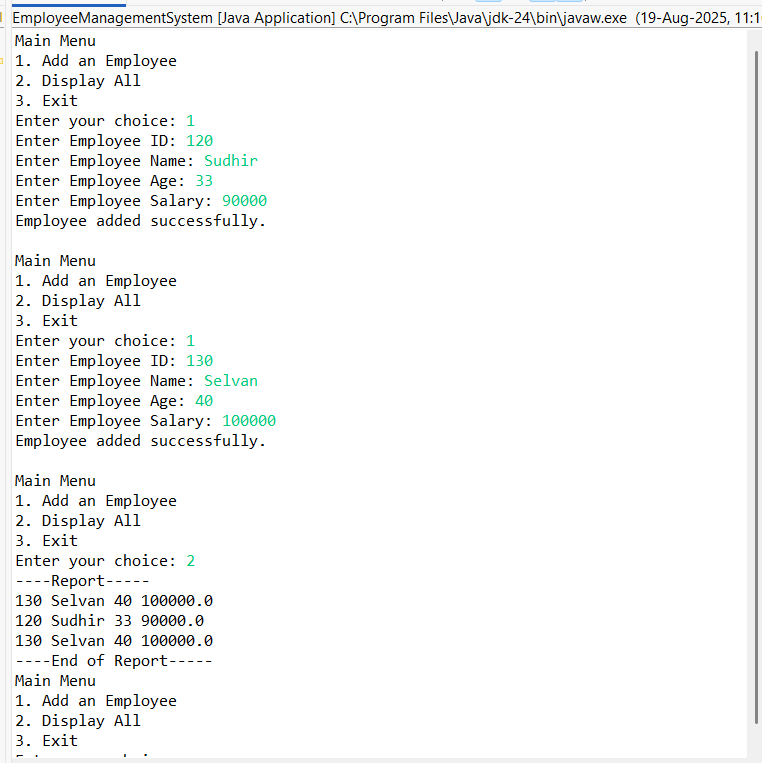 EmployeeManagementSystem [Java Application] C:\Program Files\Java\jdk-24\bin\javaw.exe (19-Aug-2025, 11:1
Main Menu
1. Add an Employee
2. Display All
3. Exit
Enter your choice: 1
Enter Employee ID: 120
Enter Employee Name: Sudhir
Enter Employee Age: 33
Enter Employee Salary: 90000
Employee added successfully.

Main Menu
1. Add an Employee
2. Display All
3. Exit
Enter your choice: 1
Enter Employee ID: 130
Enter Employee Name: Selvan
Enter Employee Age: 40
Enter Employee Salary: 100000
Employee added successfully.

Main Menu
1. Add an Employee
2. Display All
3. Exit
Enter your choice: 2
----Report-----
130 Selvan 40 100000.0
120 Sudhir 33 90000.0
130 Selvan 40 100000.0
----End of Report-----
Main Menu
1. Add an Employee
2. Display All
3. Exit